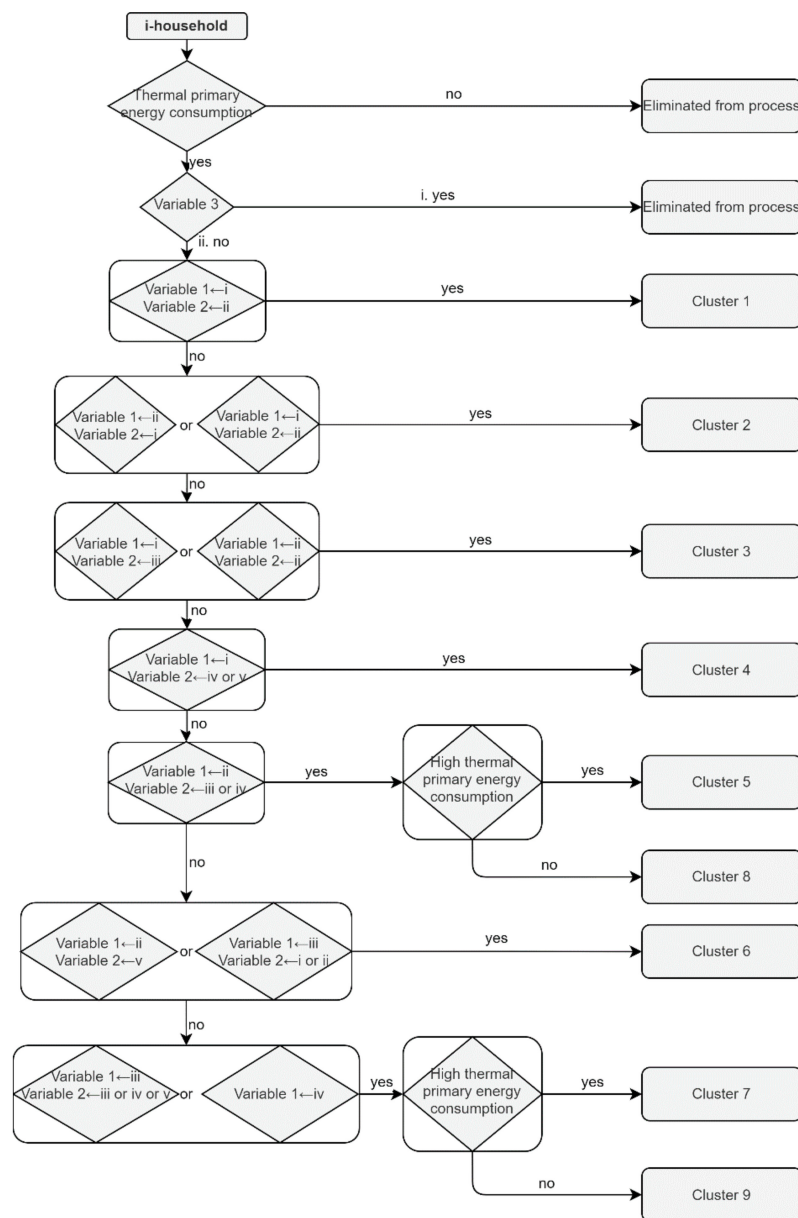 i-household
Thermal primary
energy consumption
no
Eliminated from process
yes
Variable 3
i. yes
Eliminated from process
ii. no
Variable 1←i
Variable 2←ii
yes
Cluster 1
no
Variable 1←ii
Variable 2←i
or
Variable 1←i
Variable 2←ii
yes
Cluster 2
no
Variable 1←i
Variable 2←iii
or
Variable 1←ii
Variable 2←ii
yes
Cluster 3
no
Variable 1←i
Variable 2←iv or v
yes
Cluster 4
no
Variable 1←ii
Variable 2←iii or iv
yes
High thermal
primary energy
consumption
yes
Cluster 5
no
Cluster 8
no
Variable 1←ii
Variable 2←v
or
Variable 1←iii
Variable 2←i or ii
yes
Cluster 6
no
Variable 1←iii
Variable 2←iii or iv or v
or
Variable 1←iv
yes
High thermal
primary energy
consumption
yes
Cluster 7
no
Cluster 9